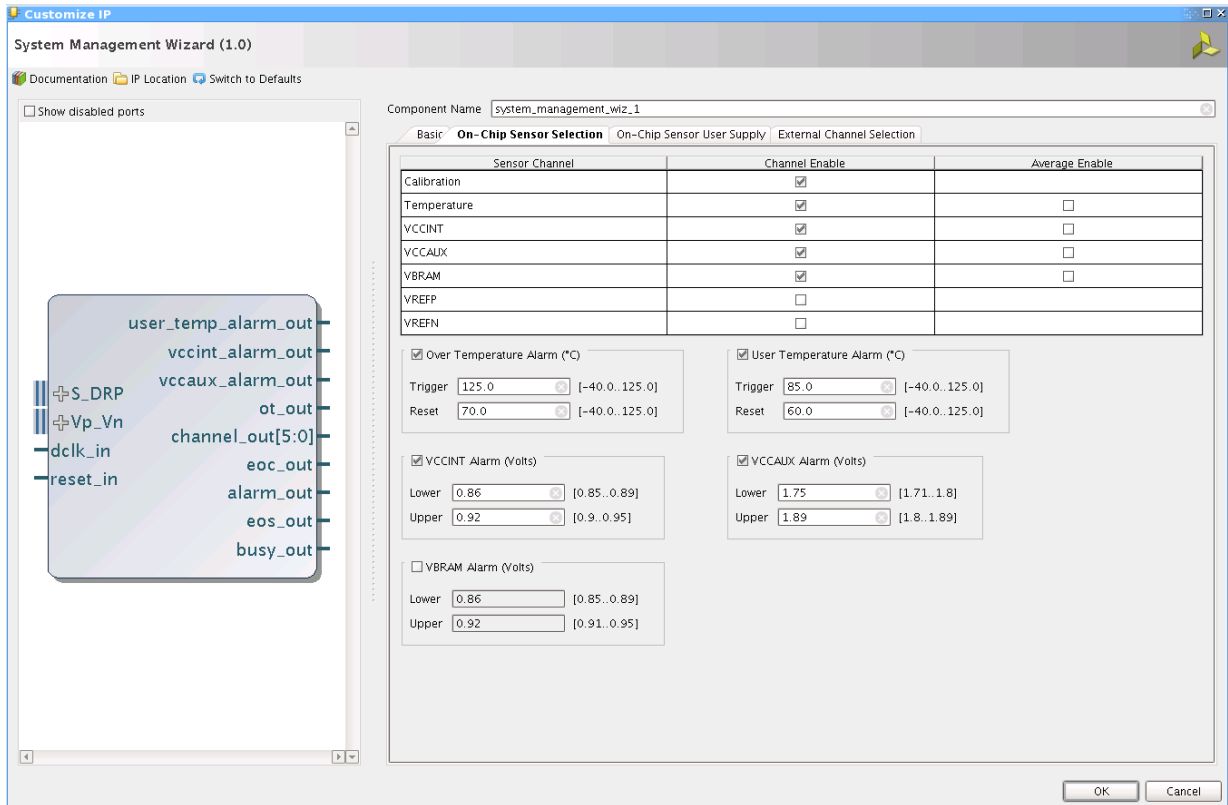 Customize IP
System Management Wizard (1.0)
Documentation IP Location Switch to Defaults
Show disabled ports
user_temp_alarm_out
vccint_alarm_out
vccaux_alarm_out
ot_out
channel_out[5:0]
eoc_out
alarm_out
eos_out
busy_out
S_DRP
Vp_Vn
dclk_in
reset_in
Component Name system_management_wiz_1
Basic On-Chip Sensor Selection On-Chip Sensor User Supply External Channel Selection
Sensor Channel Channel Enable Average Enable
Calibration
Temperature
VCCINT
VCCAUX
VBRAM
VREFP
VREFN
Over Temperature Alarm (°C)
Trigger 125.0 [-40.0..125.0]
Reset 70.0 [-40.0..125.0]
User Temperature Alarm (°C)
Trigger 85.0 [-40.0..125.0]
Reset 60.0 [-40.0..125.0]
VCCINT Alarm (Volts)
Lower 0.86 [0.85..0.89]
Upper 0.92 [0.9..0.95]
VCCAUX Alarm (Volts)
Lower 1.75 [1.71..1.8]
Upper 1.89 [1.8..1.89]
VBRAM Alarm (Volts)
Lower 0.86 [0.85..0.89]
Upper 0.92 [0.91..0.95]
OK Cancel